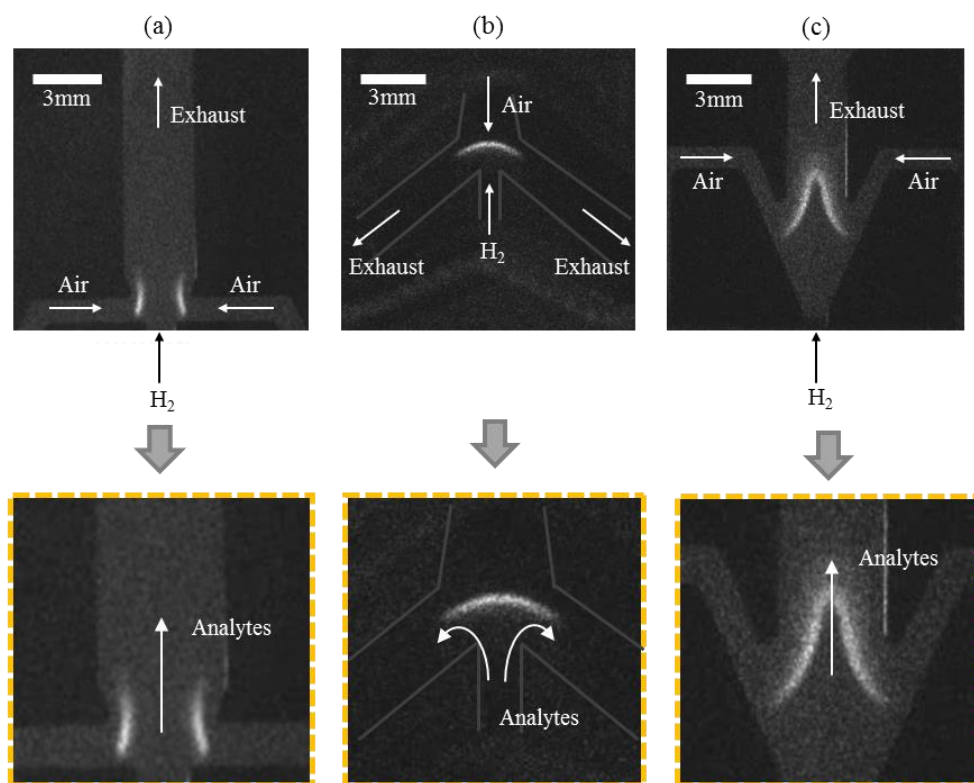 (a)
3mm
Exhaust
Air
Air
H₂
(b)
3mm
Air
H₂
Exhaust
Exhaust
(c)
3mm
Exhaust
Air
Air
H₂
Analytes
Analytes
Analytes